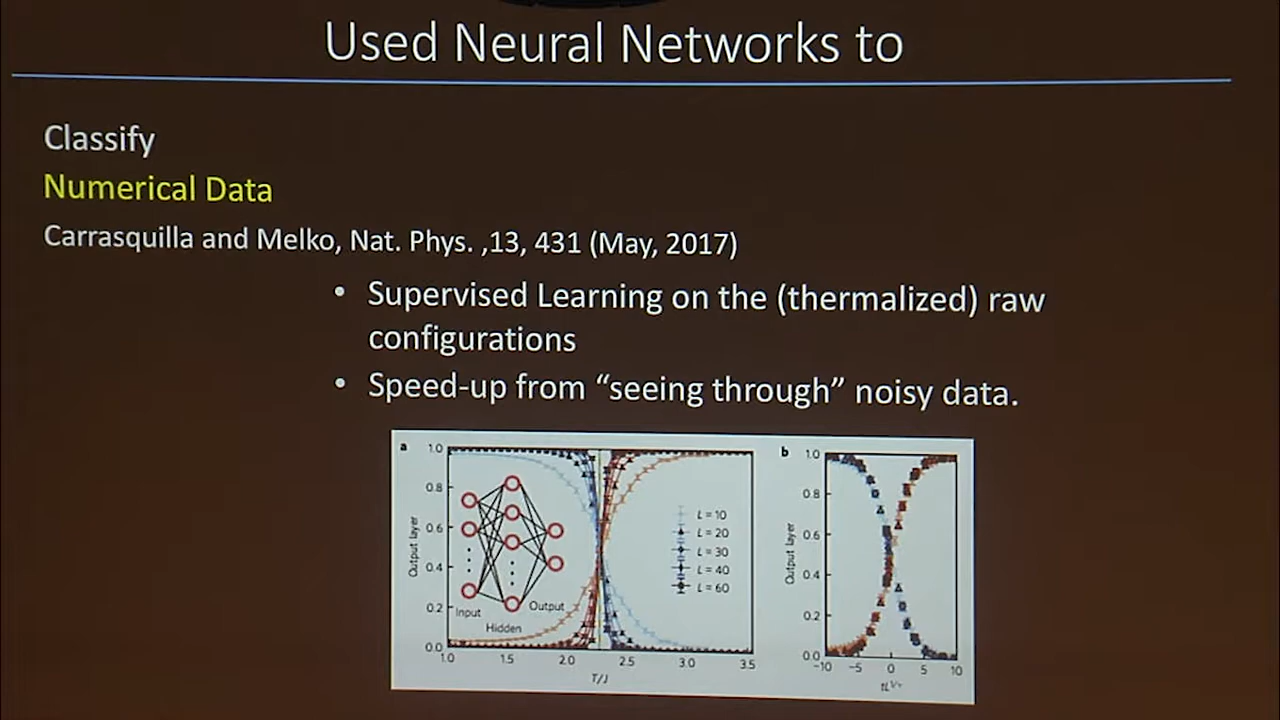 Used Neural Networks to
Classify
Numerical Data
Carrasquilla and Melko, Nat. Phys. ,13, 431 (May, 2017)
• Supervised Learning on the (thermalized) raw
configurations
• Speed-up from “seeing through” noisy data.
a
1.0
0.8
0.6
0.4
0.2
0.0
Output layer
Input
Hidden
Output
L = 10
L = 20
L = 30
L = 40
L = 60
1.0 1.5 2.0 2.5 3.0 3.5
T/J
b
1.0
0.8
0.6
0.4
0.2
0.0
Output layer
−10 −5 0 5 10